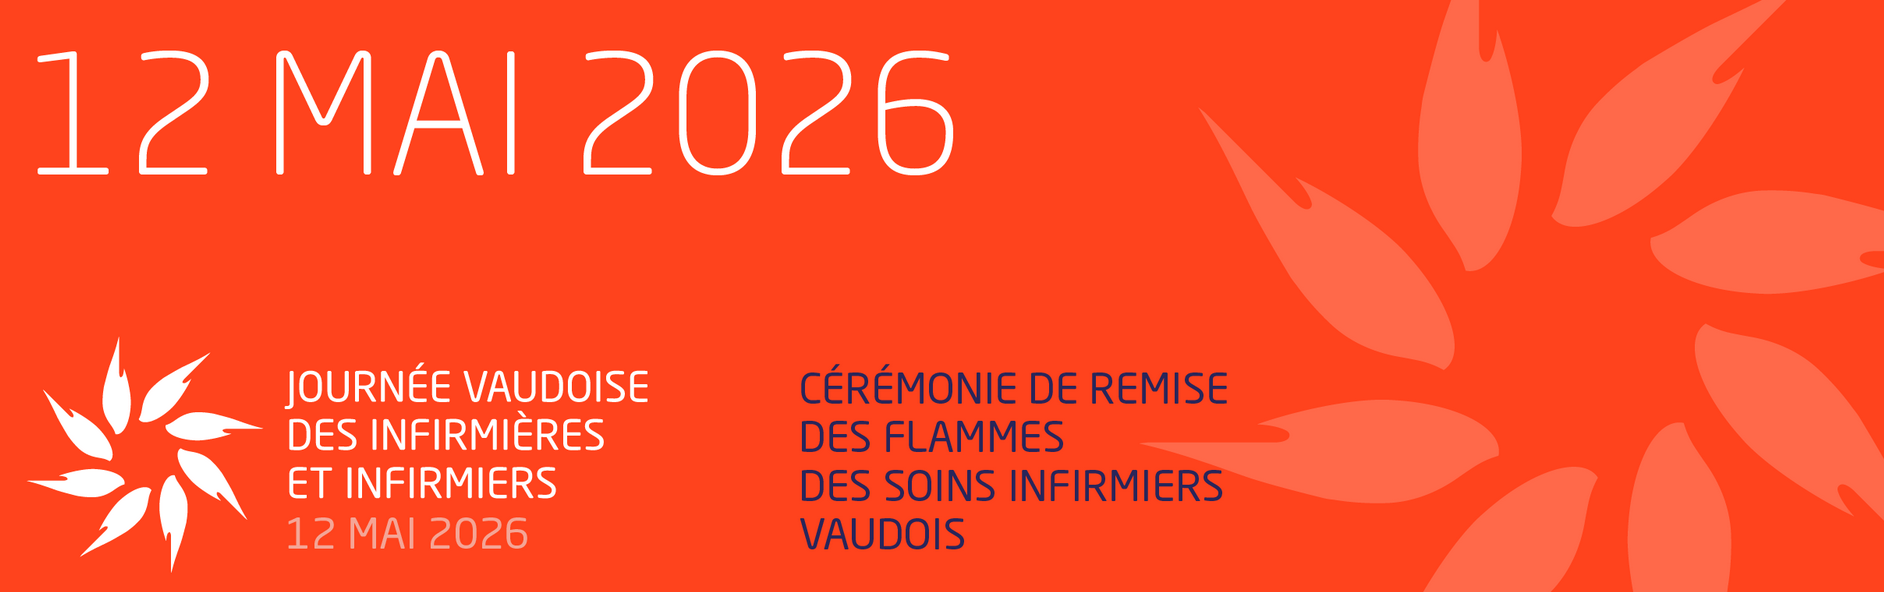 12 MAI 2026
JOURNÉE VAUDOISE
DES INFIRMIÈRES
ET INFIRMIERS
12 MAI 2026
CÉRÉMONIE DE REMISE
DES FLAMMES
DES SOINS INFIRMIERS
VAUDOIS